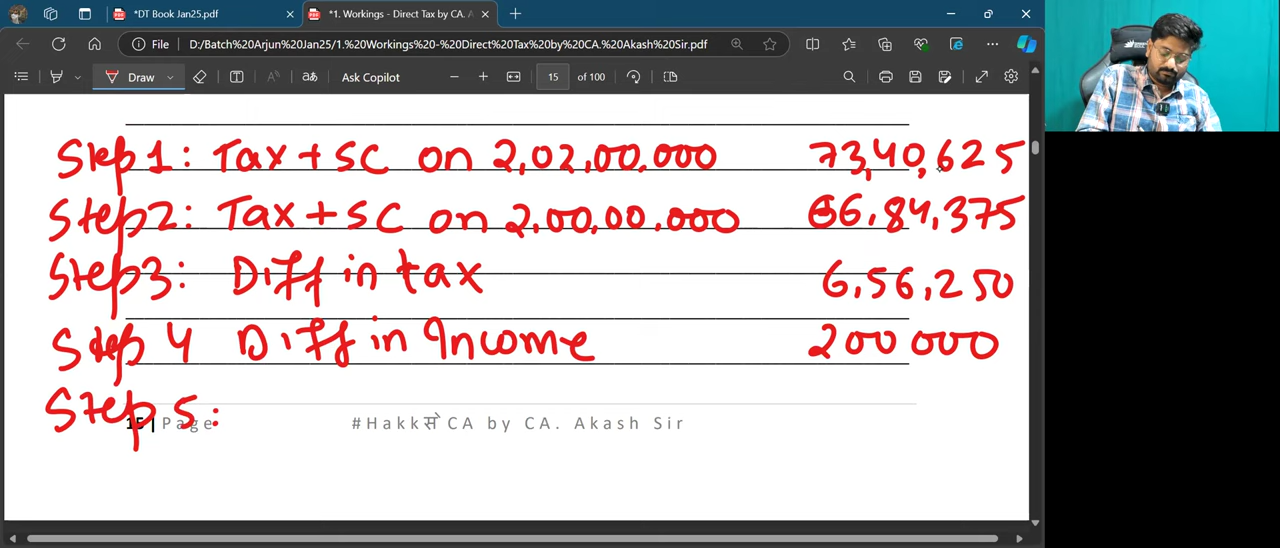 *DT Book Jan25.pdf
*1. Workings - Direct Tax by CA. A
File
D:/Batch%20Arjun%20Jan25/1.%20Workings%20-%20Direct%20Tax%20by%20CA.%20Akash%20Sir.pdf
Draw
Ask Copilot
15 of 100
Step 1: Tax + SC on 2,02,00,000 73,40,625
Step 2: Tax + SC on 2,00,00,000 66,84,375
Step 3: Diff in tax 6,56,250
Step 4 Diff in Income 200000
Step 5:
15 | Page #Hakkसे CA by CA. Akash Sir